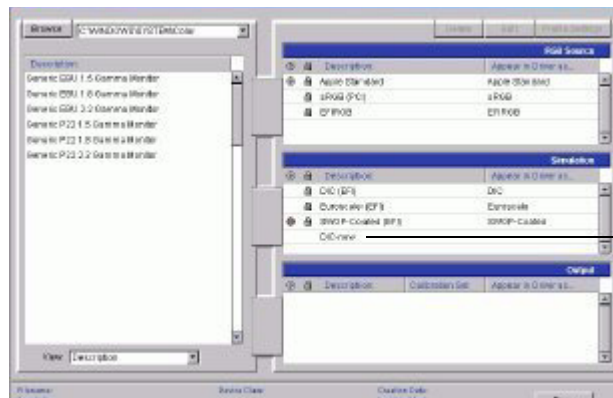 Browse C:\WINDOWS\SYSTEM\Color
RGB Source
Description Appear in Driver as...
Apple Standard Apple Standard
sRGB (PC) sRGB
EFIRGB EFIRGB
Description
Generic EBU 1.5 Gamma Monitor
Generic EBU 1.8 Gamma Monitor
Generic EBU 2.2 Gamma Monitor
Generic P22 1.5 Gamma Monitor
Generic P22 1.8 Gamma Monitor
Generic P22 2.2 Gamma Monitor
Simulation
Description Appear in Driver as...
DIC (EFI) DIC
Euroscale (EFI) Euroscale
SWOP-Coated (EFI) SWOP-Coated
Output
Description Calibration Set Appear in Driver as...
View: Description
Device Class Creation Date